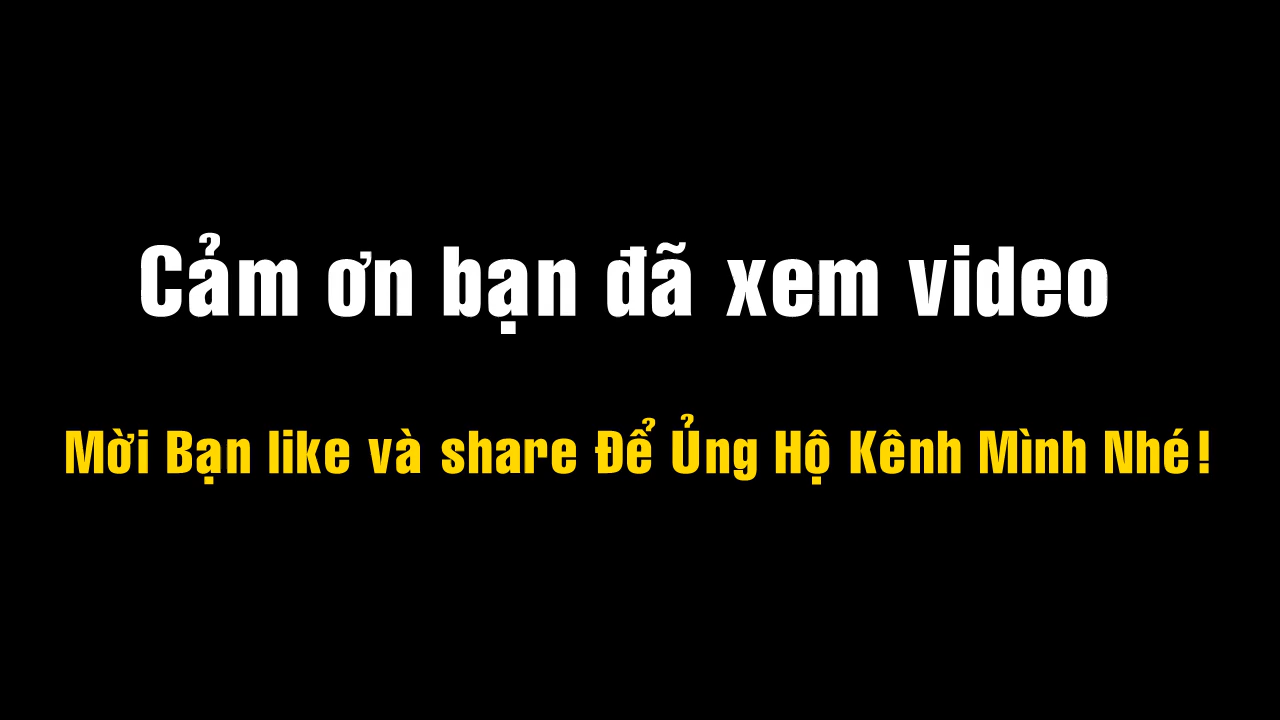 Cảm ơn bạn đã xem video
Mời Bạn like và share Để Ủng Hộ Kênh Mình Nhé!